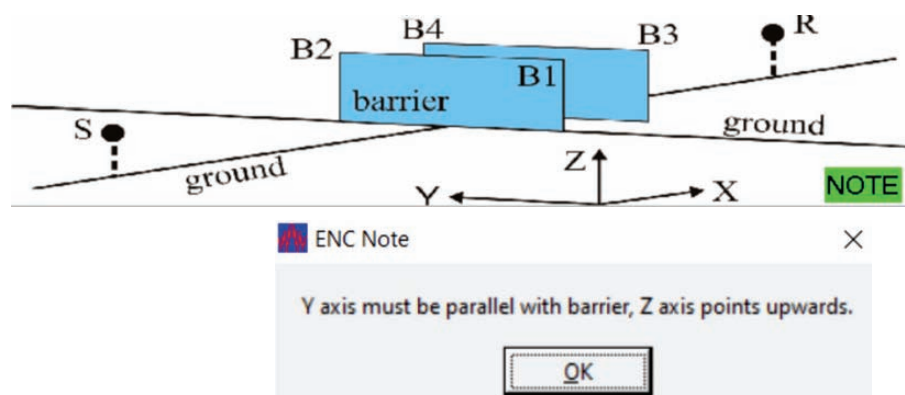 R
B4
B3
B2
B1
barrier
S
ground
ground
Z
Y
X
NOTE
ENC Note
Y axis must be parallel with barrier, Z axis points upwards.
OK